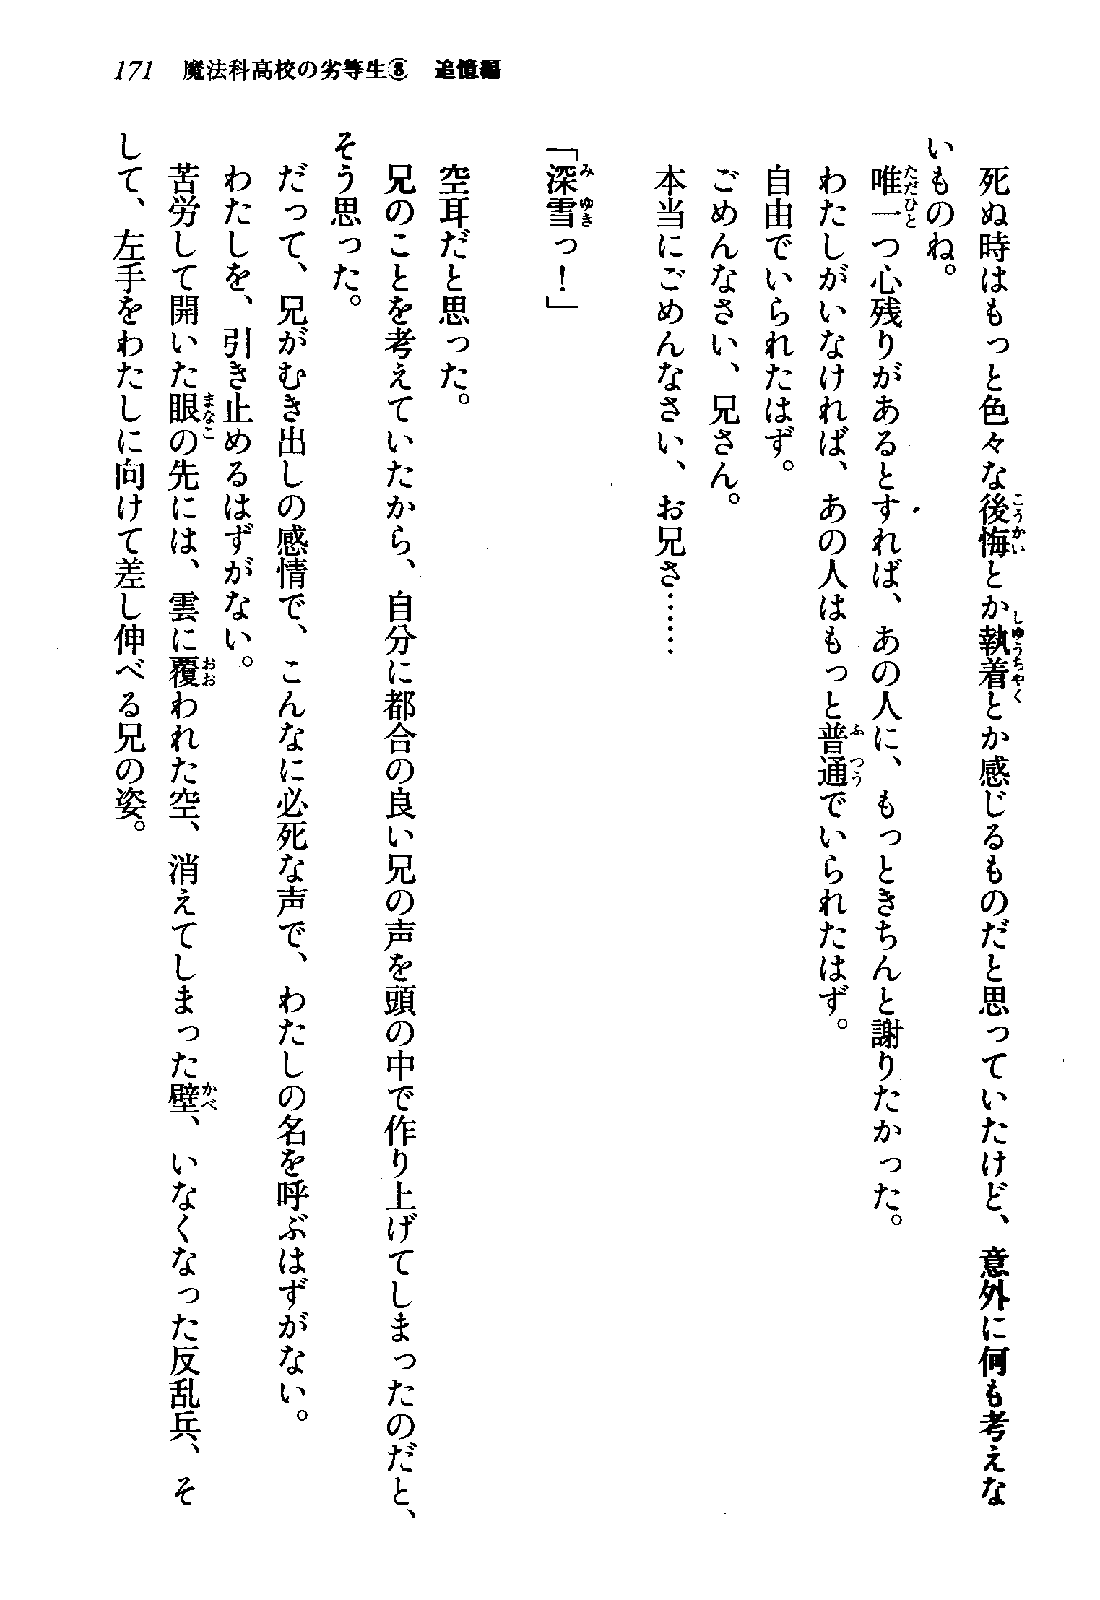 171 魔法科高校の劣等生⑧ 追憶編
死ぬ時はもっと色々な後悔とか執着とか感じるものだと思っていたけど、意外に何も考えな
いものね。
唯一つ心残りがあるとすれば、あの人に、もっときちんと謝りたかった。
わたしがいなければ、あの人はもっと普通でいられたはず。
自由でいられたはず。
ごめんなさい、兄さん。
本当にごめんなさい、お兄さ……
「深雪っ！」
空耳だと思った。
兄のことを考えていたから、自分に都合の良い兄の声を頭の中で作り上げてしまったのだと、
そう思った。
だって、兄がむき出しの感情で、こんなに必死な声で、わたしの名を呼ぶはずがない。
わたしを、引き止めるはずがない。
苦労して開いた眼の先には、雲に覆われた空、消えてしまった壁、いなくなった反乱兵、そ
して、左手をわたしに向けて差し伸べる兄の姿。